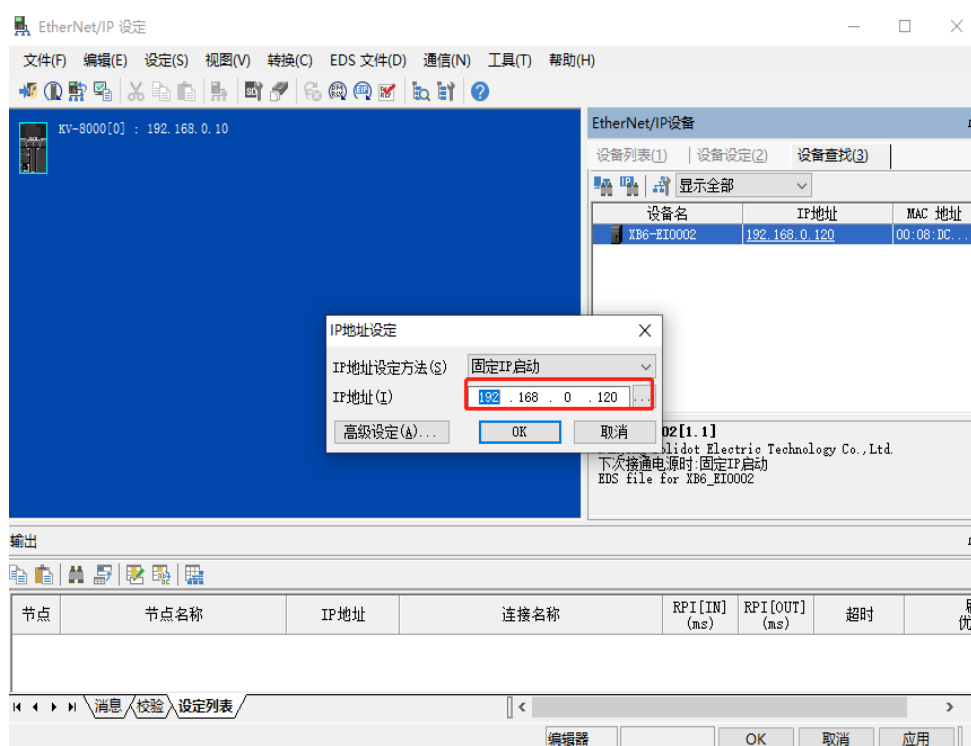 EtherNet/IP 设定
文件(F) 编辑(E) 设定(S) 视图(V) 转换(C) EDS 文件(D) 通信(N) 工具(T) 帮助(H)
KV-8000[0] : 192.168.0.10
EtherNet/IP设备
设备列表(1) 设备设定(2) 设备查找(3)
显示全部
设备名 IP地址 MAC 地址
XB6-EI0002 192.168.0.120 00:08:DC...
IP地址设定
IP地址设定方法(S) 固定IP启动
IP地址(I) 192 . 168 . 0 . 120 ...
高级设定(A)... OK 取消
02[1.1]
olidot Electric Technology Co.,Ltd.
下次接通电源时:固定IP启动
EDS file for XB6_EI0002
输出
节点 节点名称 IP地址 连接名称 RPI[IN] (ms) RPI[OUT] (ms) 超时
消息 校验 设定列表
编辑器 OK 取消 应用